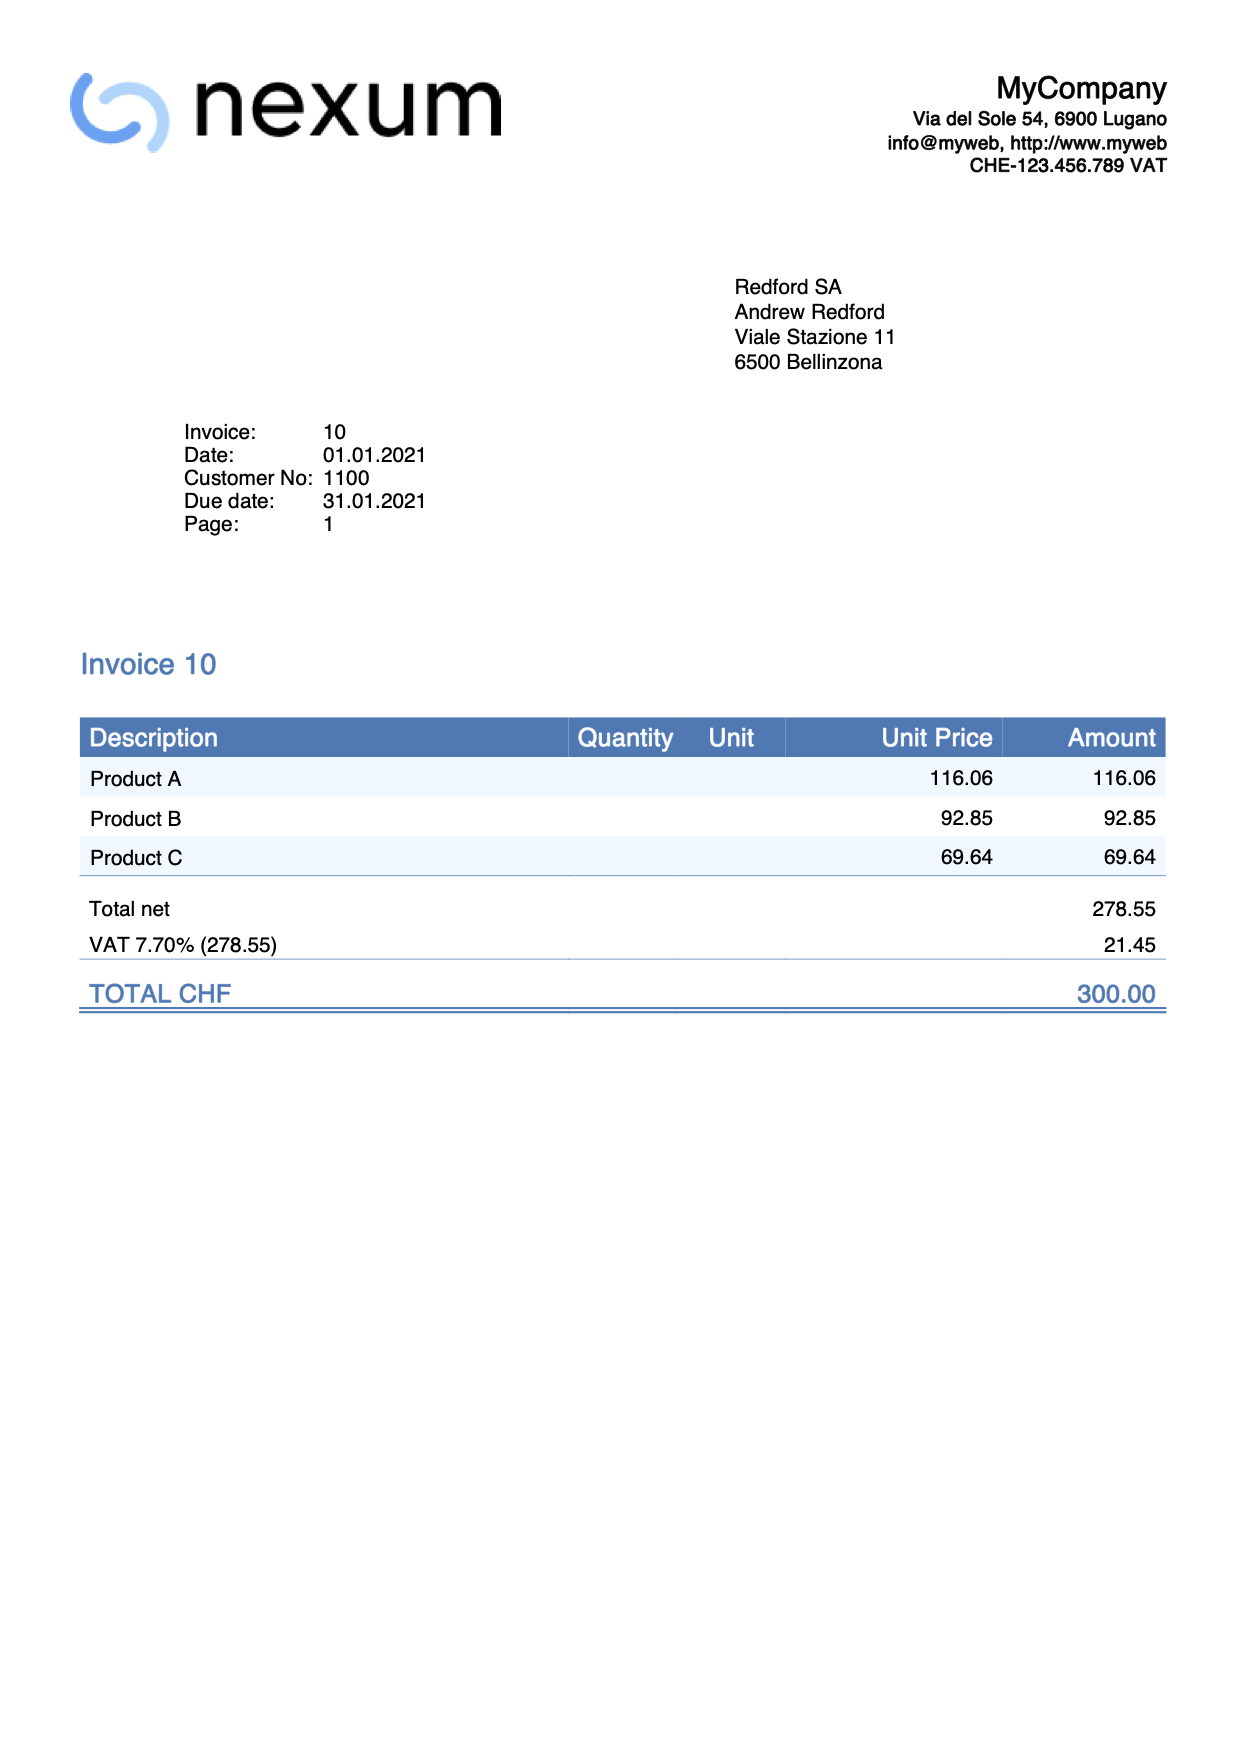 nexum
MyCompany
Via del Sole 54, 6900 Lugano
info@myweb, http://www.myweb
CHE-123.456.789 VAT
Redford SA
Andrew Redford
Viale Stazione 11
6500 Bellinzona
Invoice: 10
Date: 01.01.2021
Customer No: 1100
Due date: 31.01.2021
Page: 1
Invoice 10
Description Quantity Unit Unit Price Amount
Product A 116.06 116.06
Product B 92.85 92.85
Product C 69.64 69.64
Total net 278.55
VAT 7.70% (278.55) 21.45
TOTAL CHF 300.00